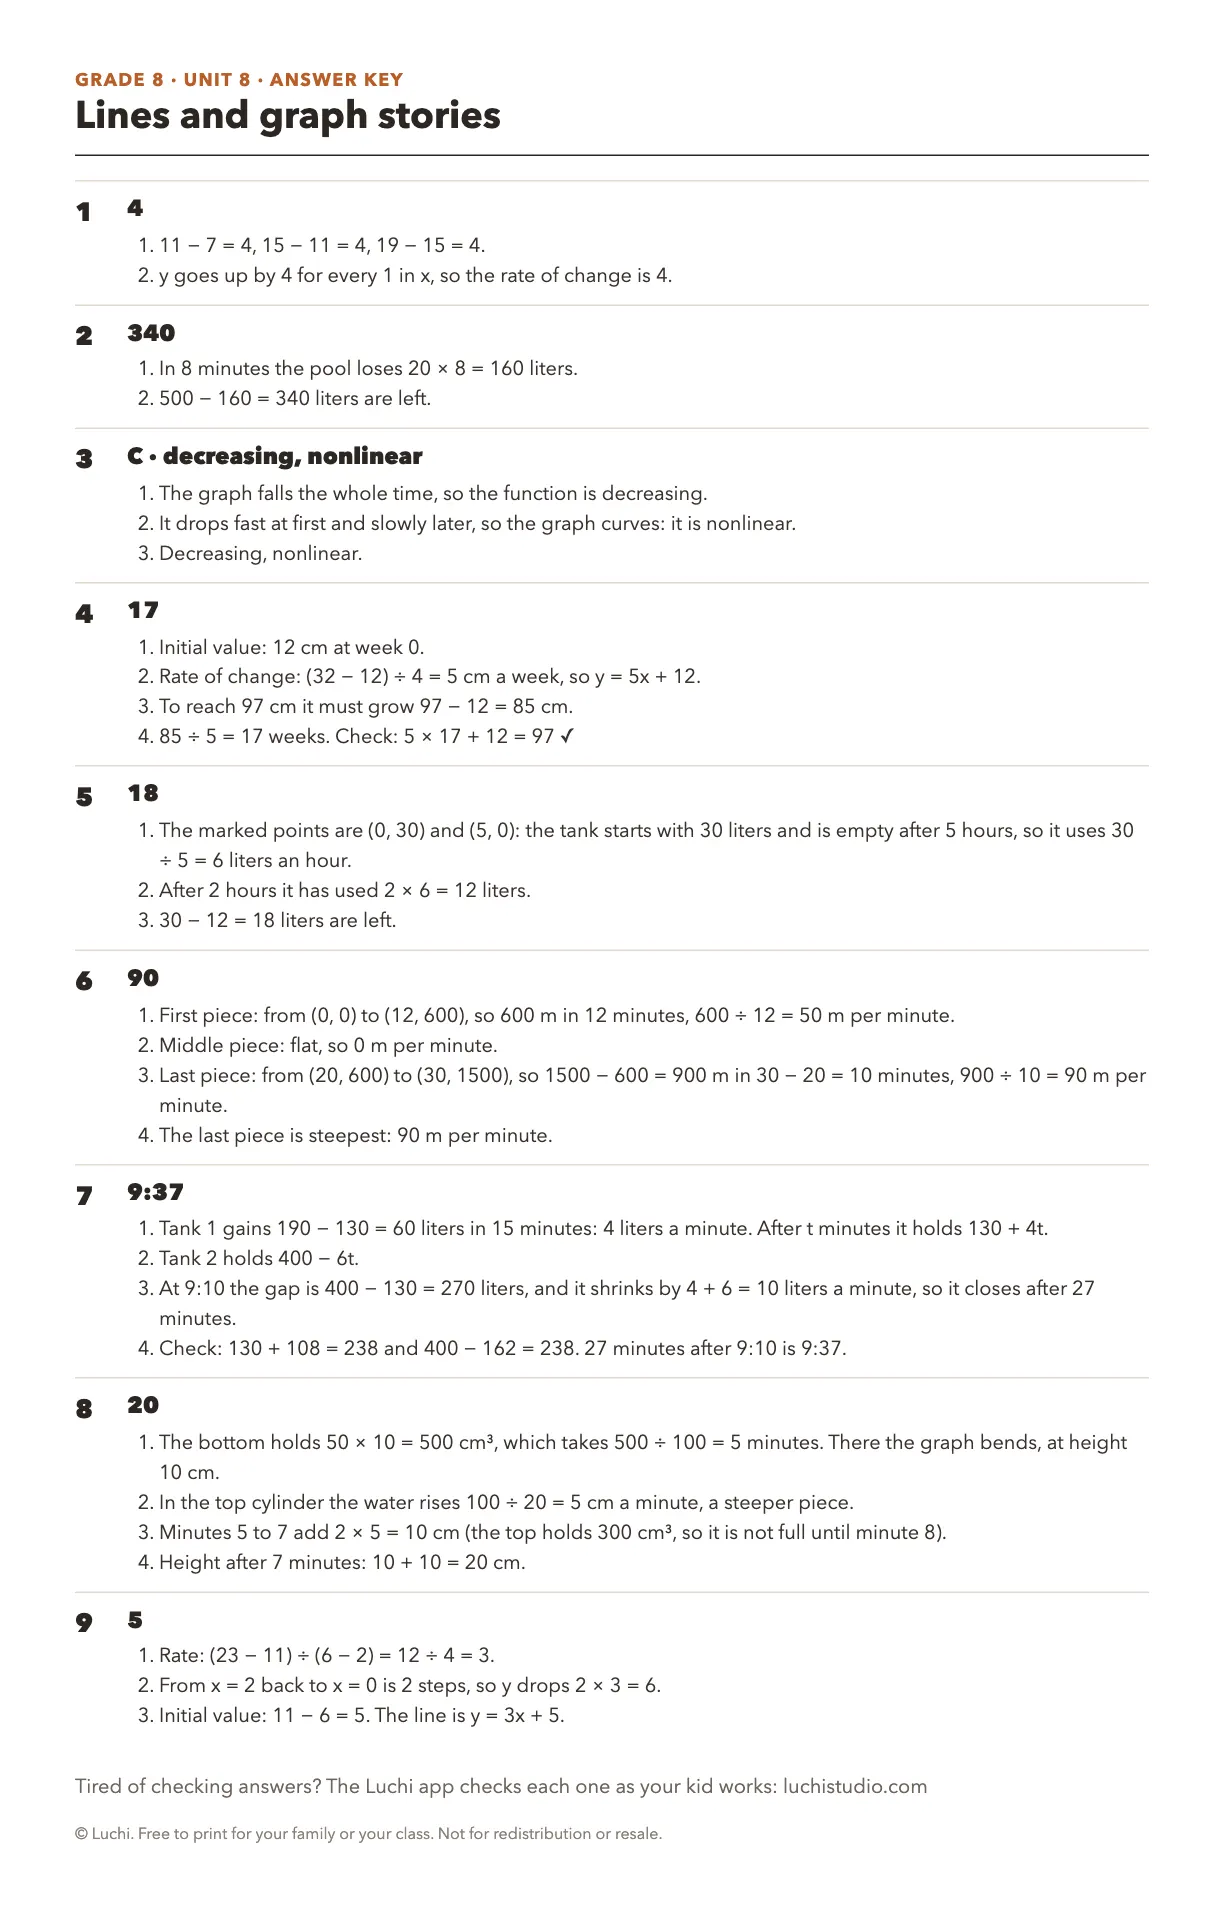 GRADE 8 · UNIT 8 · ANSWER KEY
Lines and graph stories
1 4
1. 11 − 7 = 4, 15 − 11 = 4, 19 − 15 = 4.
2. y goes up by 4 for every 1 in x, so the rate of change is 4.
2 340
1. In 8 minutes the pool loses 20 × 8 = 160 liters.
2. 500 − 160 = 340 liters are left.
3 C · decreasing, nonlinear
1. The graph falls the whole time, so the function is decreasing.
2. It drops fast at first and slowly later, so the graph curves: it is nonlinear.
3. Decreasing, nonlinear.
4 17
1. Initial value: 12 cm at week 0.
2. Rate of change: (32 − 12) ÷ 4 = 5 cm a week, so y = 5x + 12.
3. To reach 97 cm it must grow 97 − 12 = 85 cm.
4. 85 ÷ 5 = 17 weeks. Check: 5 × 17 + 12 = 97 ✓
5 18
1. The marked points are (0, 30) and (5, 0): the tank starts with 30 liters and is empty after 5 hours, so it uses 30
÷ 5 = 6 liters an hour.
2. After 2 hours it has used 2 × 6 = 12 liters.
3. 30 − 12 = 18 liters are left.
6 90
1. First piece: from (0, 0) to (12, 600), so 600 m in 12 minutes, 600 ÷ 12 = 50 m per minute.
2. Middle piece: flat, so 0 m per minute.
3. Last piece: from (20, 600) to (30, 1500), so 1500 − 600 = 900 m in 30 − 20 = 10 minutes, 900 ÷ 10 = 90 m per
minute.
4. The last piece is steepest: 90 m per minute.
7 9:37
1. Tank 1 gains 190 − 130 = 60 liters in 15 minutes: 4 liters a minute. After t minutes it holds 130 + 4t.
2. Tank 2 holds 400 − 6t.
3. At 9:10 the gap is 400 − 130 = 270 liters, and it shrinks by 4 + 6 = 10 liters a minute, so it closes after 27
minutes.
4. Check: 130 + 108 = 238 and 400 − 162 = 238. 27 minutes after 9:10 is 9:37.
8 20
1. The bottom holds 50 × 10 = 500 cm³, which takes 500 ÷ 100 = 5 minutes. There the graph bends, at height
10 cm.
2. In the top cylinder the water rises 100 ÷ 20 = 5 cm a minute, a steeper piece.
3. Minutes 5 to 7 add 2 × 5 = 10 cm (the top holds 300 cm³, so it is not full until minute 8).
4. Height after 7 minutes: 10 + 10 = 20 cm.
9 5
1. Rate: (23 − 11) ÷ (6 − 2) = 12 ÷ 4 = 3.
2. From x = 2 back to x = 0 is 2 steps, so y drops 2 × 3 = 6.
3. Initial value: 11 − 6 = 5. The line is y = 3x + 5.
Tired of checking answers? The Luchi app checks each one as your kid works: luchistudio.com
© Luchi. Free to print for your family or your class. Not for redistribution or resale.